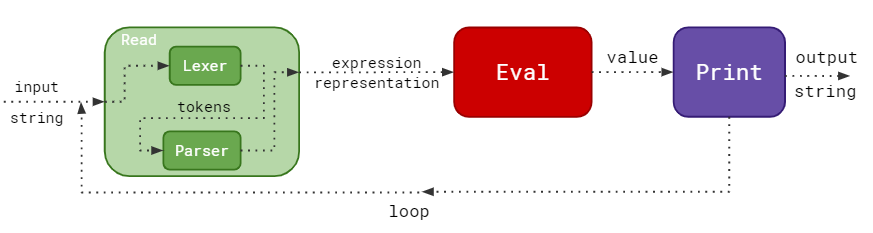 Read
Lexer
input
string
tokens
Parser
expression
representation
Eval
value
Print
output
string
loop